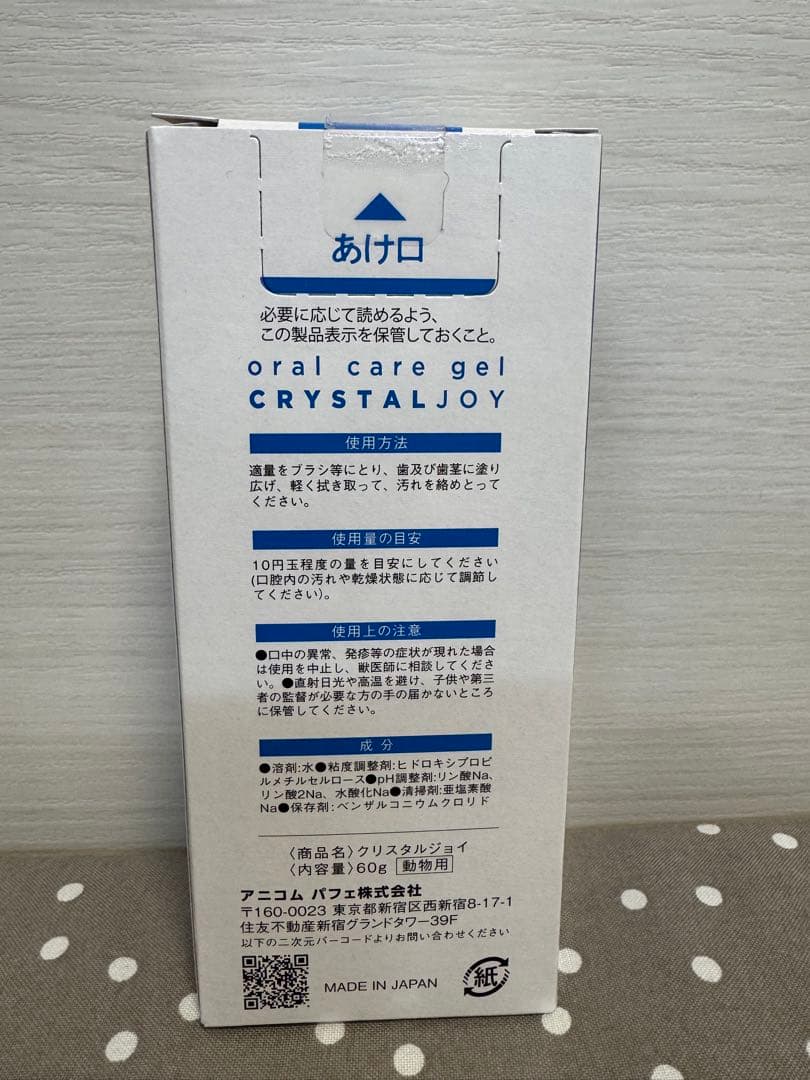 あけ口
必要に応じて読めるよう、
この製品表示を保管しておくこと。
oral care gel
CRYSTALJOY
使用方法
適量をブラシ等にとり、歯及び歯茎に塗り
広げ、軽く拭き取って、汚れを絡めとって
ください。
使用量の目安
10円玉程度の量を目安にしてください
(口腔内の汚れや乾燥状態に応じて調節し
てください)。
使用上の注意
●口中の異常、発疹等の症状が現れた場合
は使用を中止し、獣医師に相談してくださ
い。●直射日光や高温を避け、子供や第三
者の監督が必要な方の手の届かないところ
に保管してください。
成分
●溶剤:水●粘度調整剤:ヒドロキシプロピ
ルメチルセルロース●pH調整剤:リン酸Na、
リン酸2Na、水酸化Na●清掃剤:亜塩素酸
Na●保存剤:ベンザルコニウムクロリド
〈商品名〉クリスタルジョイ
〈内容量〉60g 動物用
アニコム パフェ株式会社
〒160-0023 東京都新宿区西新宿8-17-1
住友不動産新宿グランドタワー39F
以下の二次元バーコードよりお問い合わせください
MADE IN JAPAN
紙